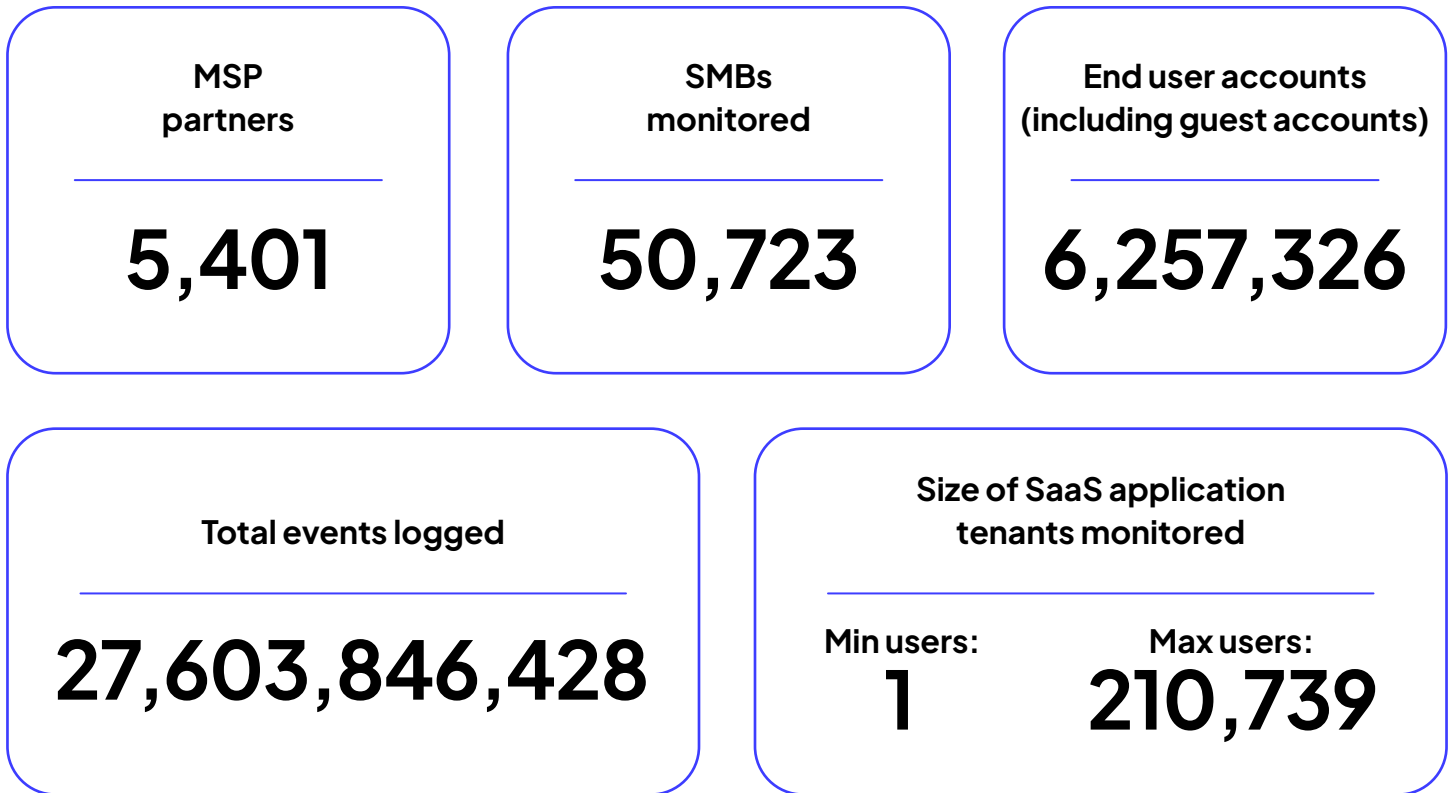 MSP
partners
5,401
SMBs
monitored
50,723
End user accounts
(including guest accounts)
6,257,326
Total events logged
27,603,846,428
Size of SaaS application
tenants monitored
Min users:
1
Max users:
210,739